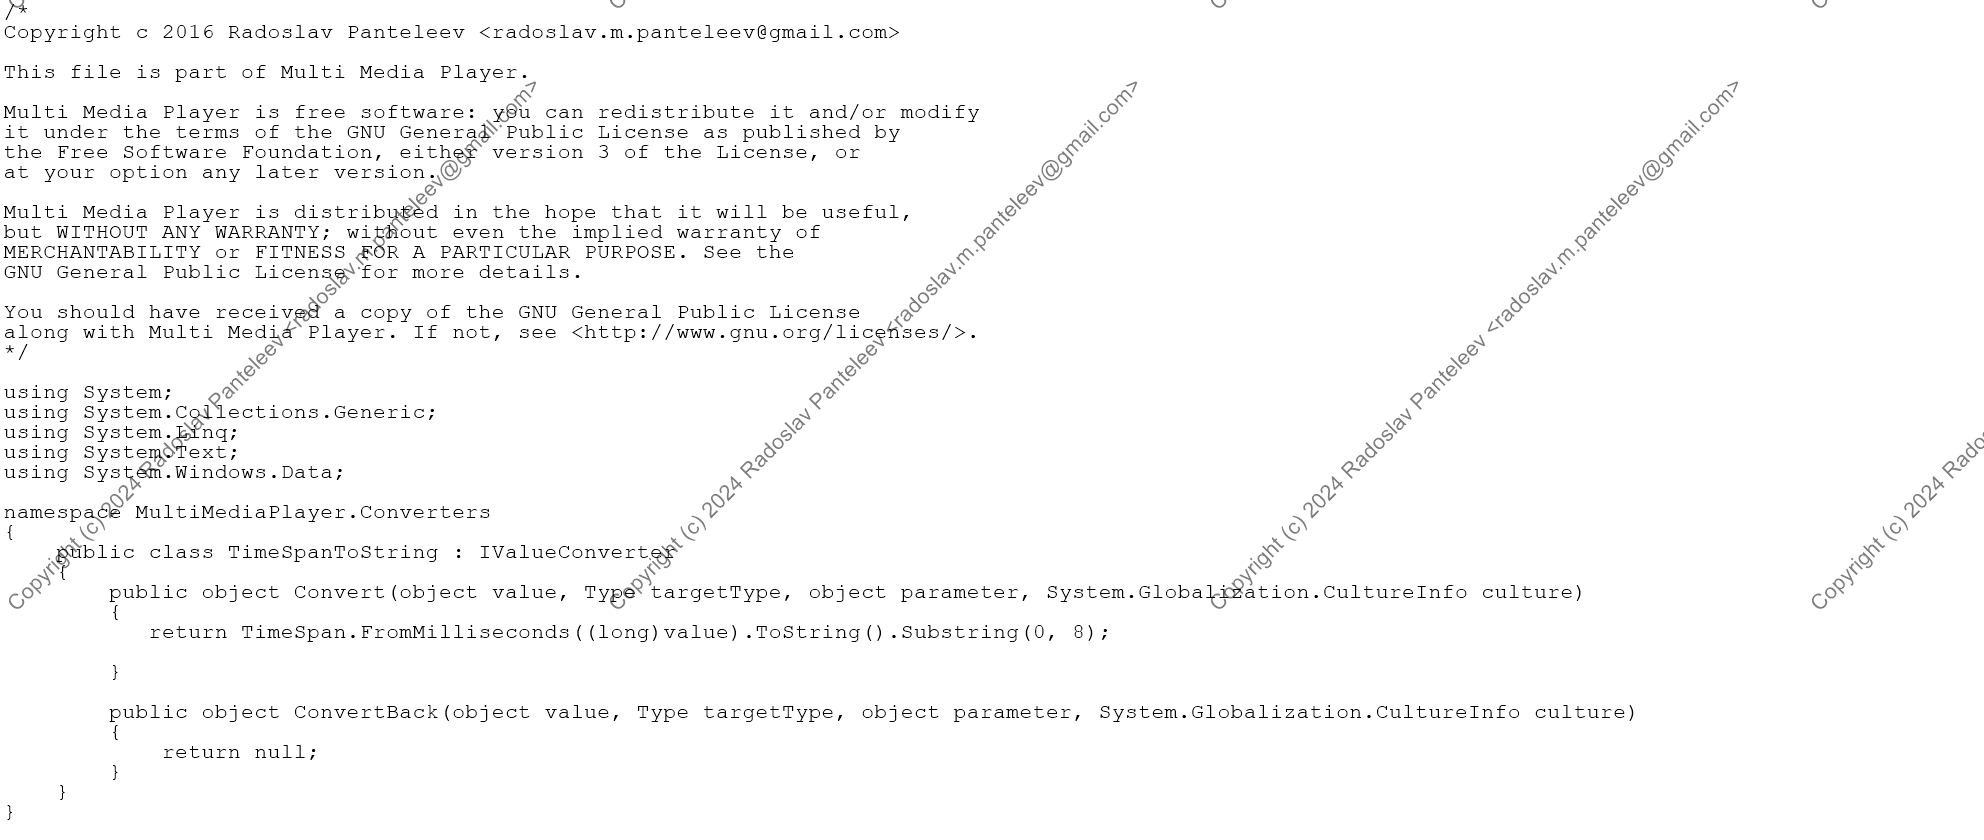 /*
Copyright c 2016 Radoslav Panteleev <radoslav.m.panteleev@gmail.com>

This file is part of Multi Media Player.

Multi Media Player is free software: you can redistribute it and/or modify
it under the terms of the GNU General Public License as published by
the Free Software Foundation, either version 3 of the License, or
at your option any later version.

Multi Media Player is distributed in the hope that it will be useful,
but WITHOUT ANY WARRANTY; without even the implied warranty of
MERCHANTABILITY or FITNESS FOR A PARTICULAR PURPOSE. See the
GNU General Public License for more details.

You should have received a copy of the GNU General Public License
along with Multi Media Player. If not, see <http://www.gnu.org/licenses/>.
*/

using System;
using System.Collections.Generic;
using System.Linq;
using System.Text;
using System.Windows.Data;

namespace MultiMediaPlayer.Converters
{
    public class TimeSpanToString : IValueConverter
    {
        public object Convert(object value, Type targetType, object parameter, System.Globalization.CultureInfo culture)
        {
           return TimeSpan.FromMilliseconds((long)value).ToString().Substring(0, 8);

        }

        public object ConvertBack(object value, Type targetType, object parameter, System.Globalization.CultureInfo culture)
        {
            return null;
        }
    }
}
Copyright (c) 2024 Radoslav Panteleev <radoslav.m.panteleev@gmail.com>
Copyright (c) 2024 Radoslav Panteleev <radoslav.m.panteleev@gmail.com>
Copyright (c) 2024 Radoslav Panteleev <radoslav.m.panteleev@gmail.com>
Copyright (c) 2024